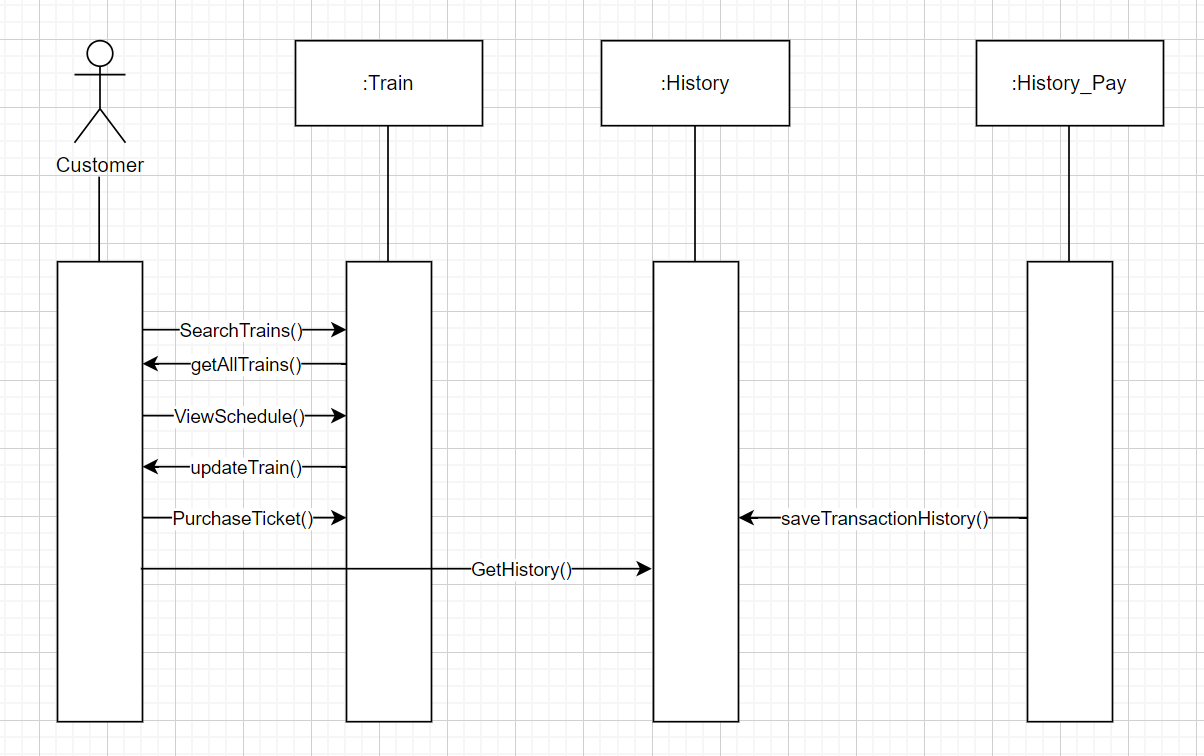 :Train
:History
:History_Pay
Customer
SearchTrains()
getAllTrains()
ViewSchedule()
updateTrain()
PurchaseTicket()
saveTransactionHistory()
GetHistory()